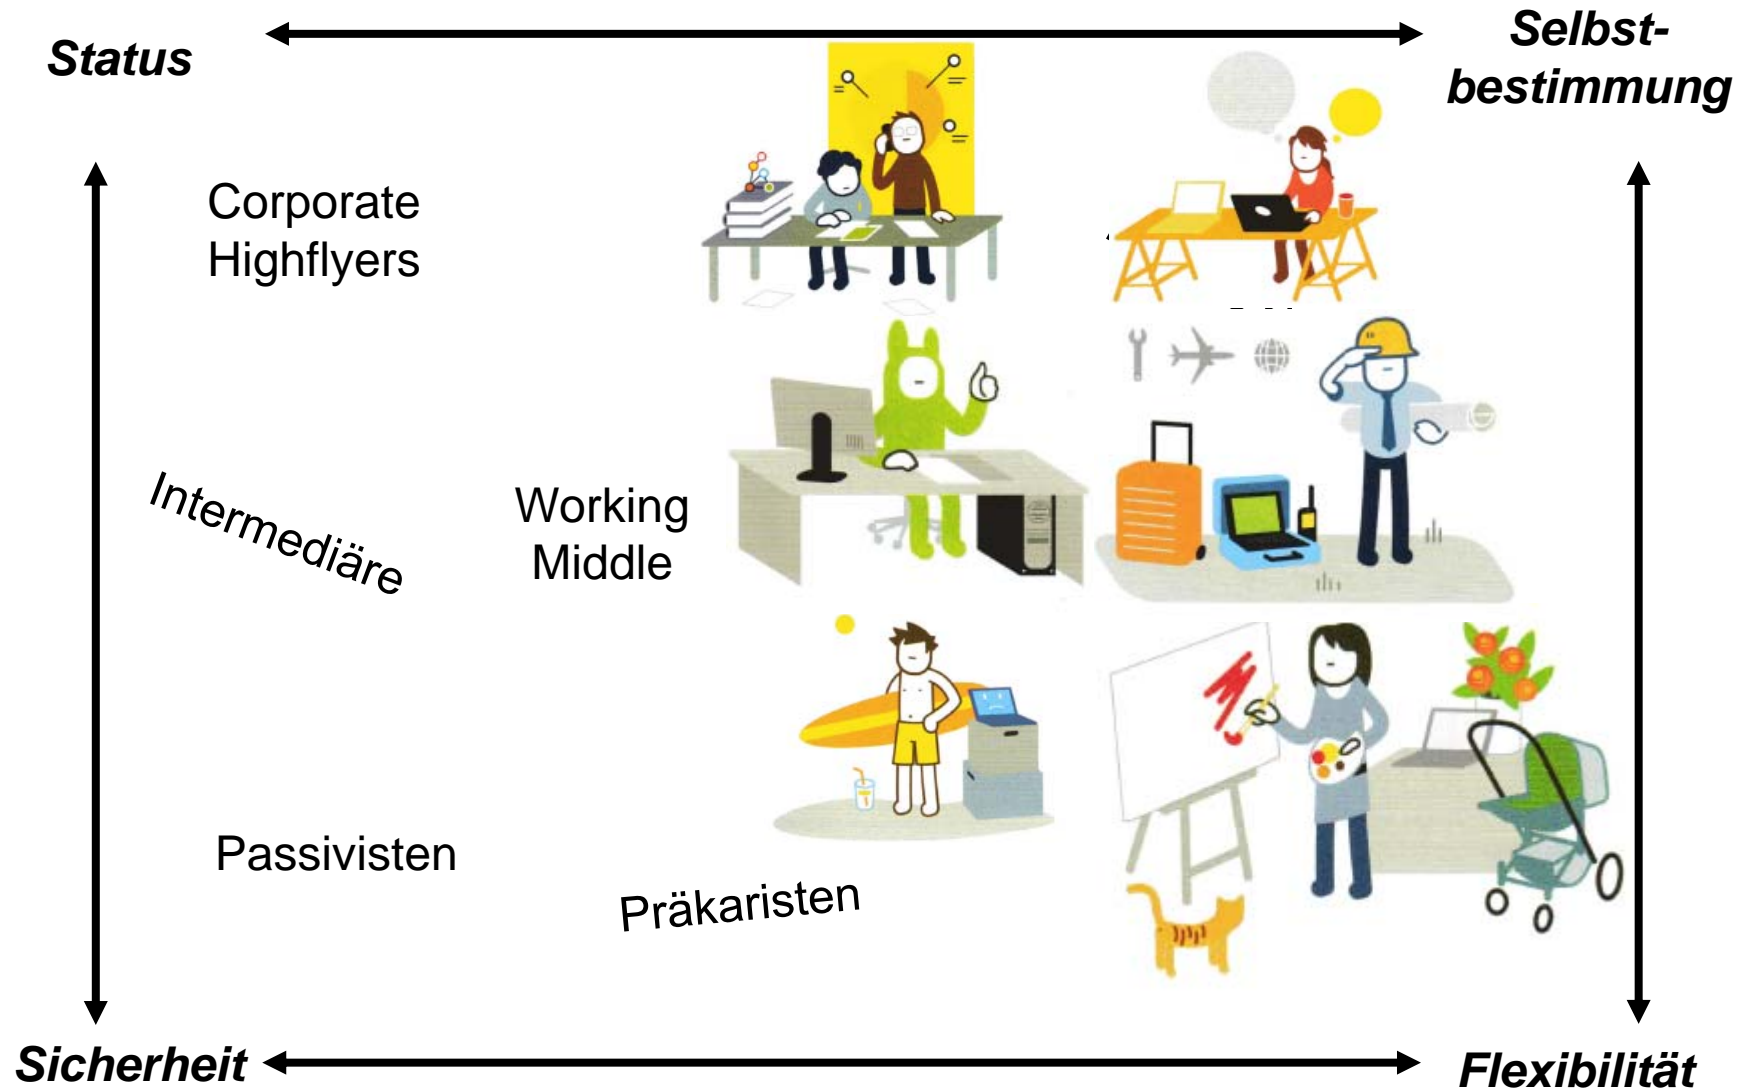 Status
Selbst-
bestimmung
Corporate
Highflyers
Intermediäre
Working
Middle
Passivisten
Präkaristen
Sicherheit
Flexibilität